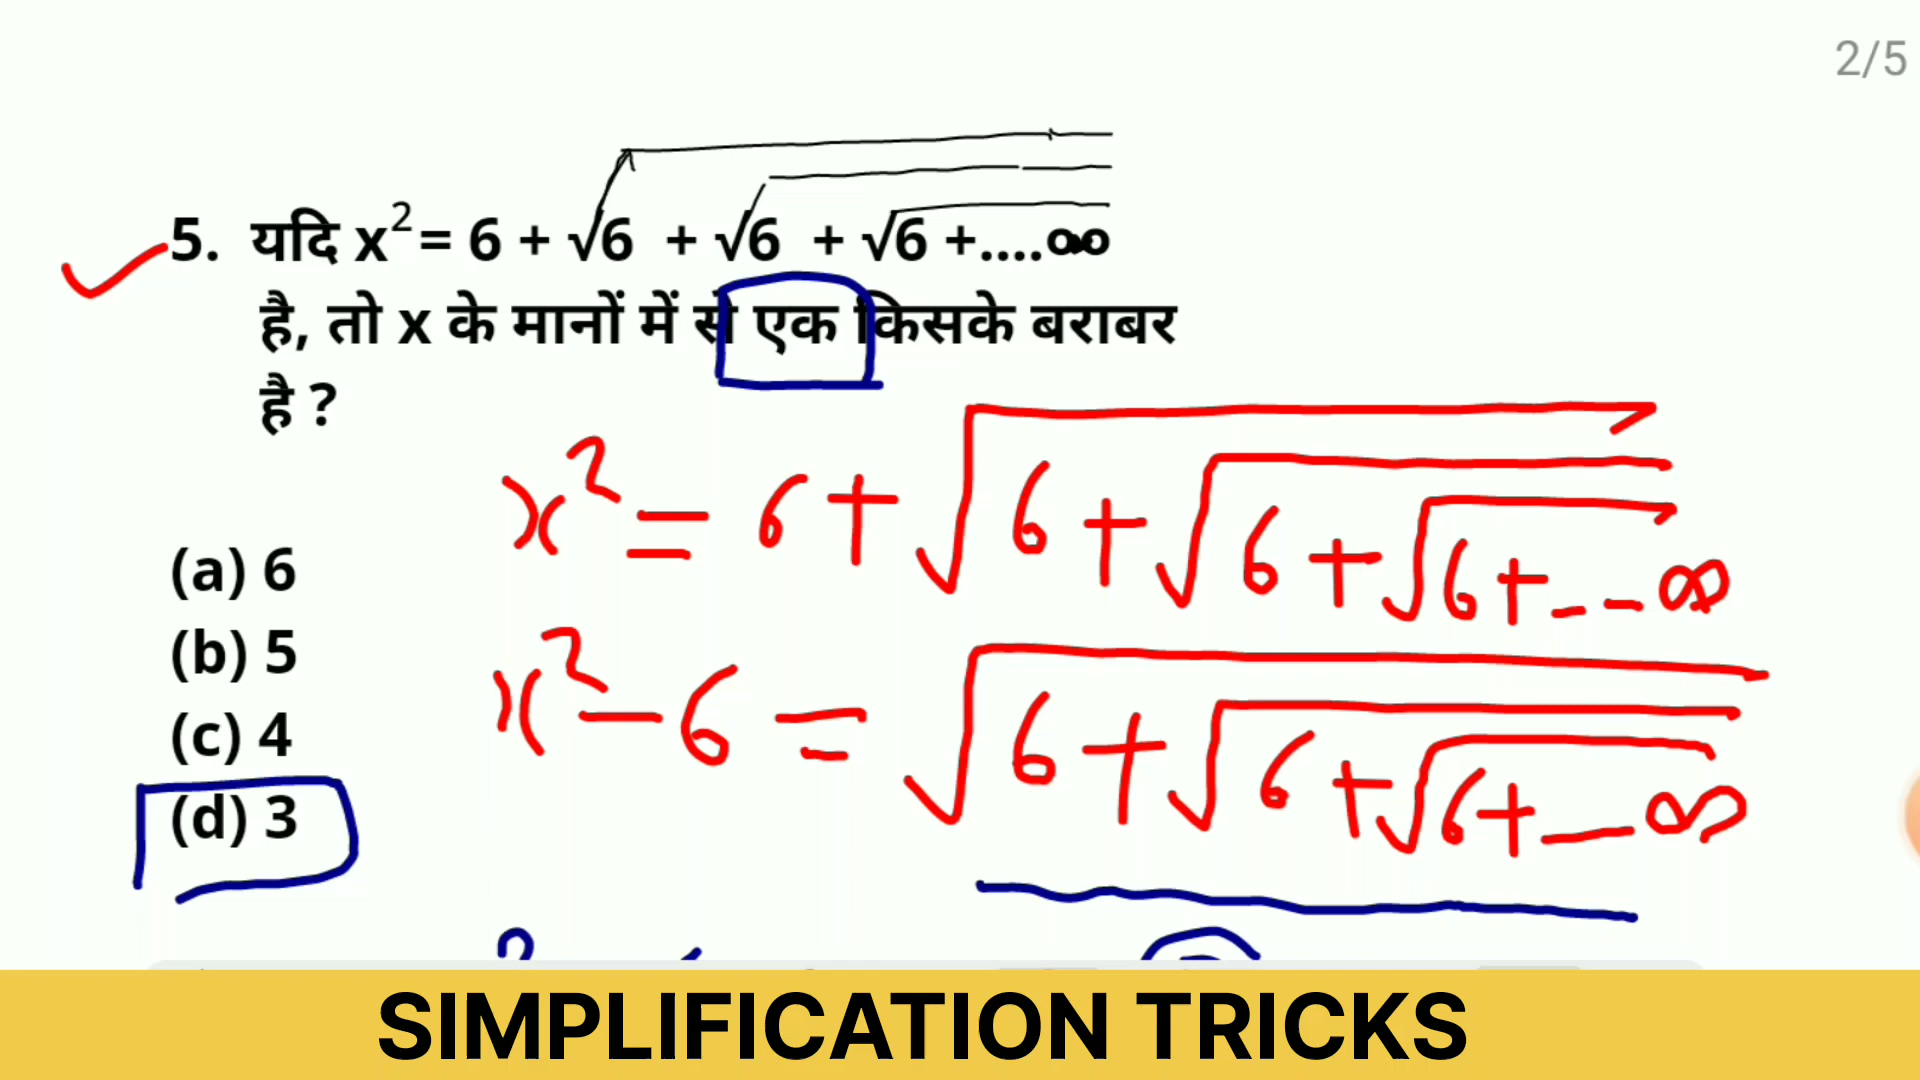 2/5
5. यदि x²= 6 + √6 + √6 + √6 +....∞
है, तो x के मानों में से एक किसके बराबर
है ?
x² = 6 + √6 + √6 + √6 + -- ∞
(a) 6
(b) 5
x² - 6 = √6 + √6 + √6 + -- ∞
(c) 4
(d) 3
SIMPLIFICATION TRICKS